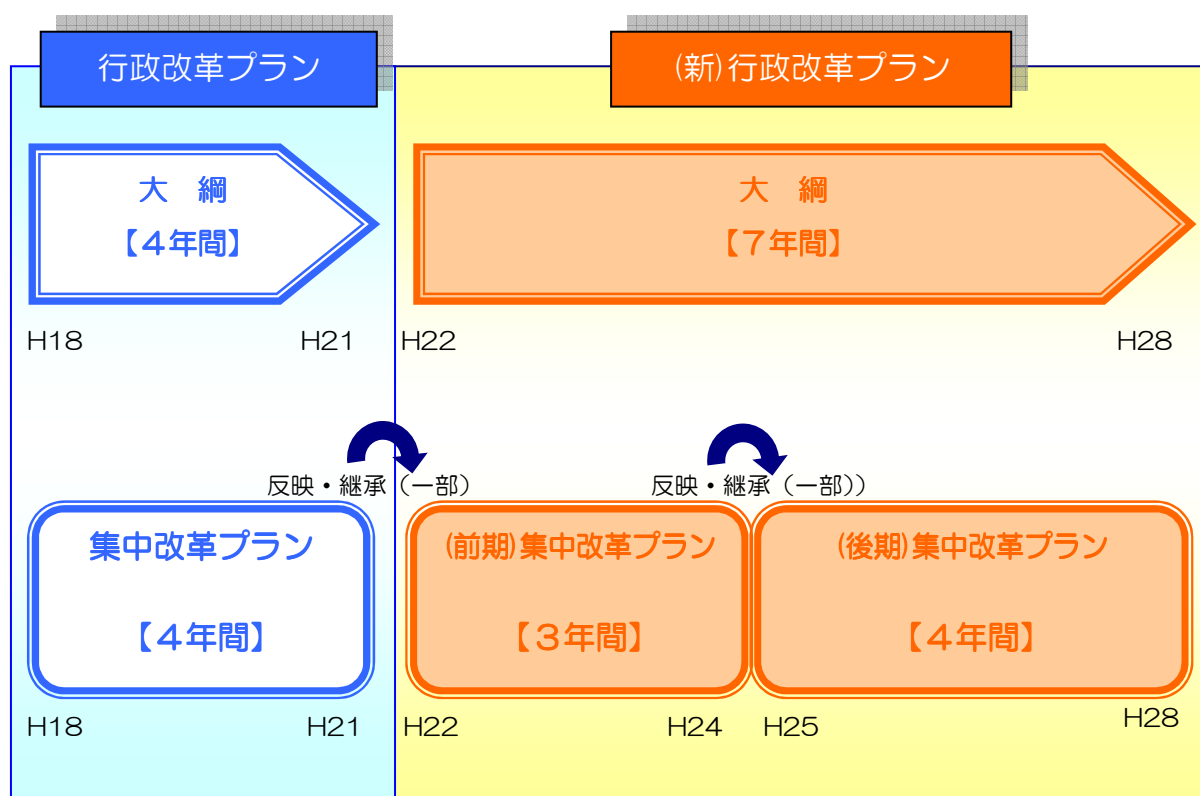 行政改革プラン
(新)行政改革プラン
大　綱
【４年間】
大　綱
【７年間】
H18
H21
H22
H28
反映・継承（一部）
反映・継承（一部））
集中改革プラン
【４年間】
(前期)集中改革プラン
【３年間】
(後期)集中改革プラン
【４年間】
H18
H21
H22
H24
H25
H28